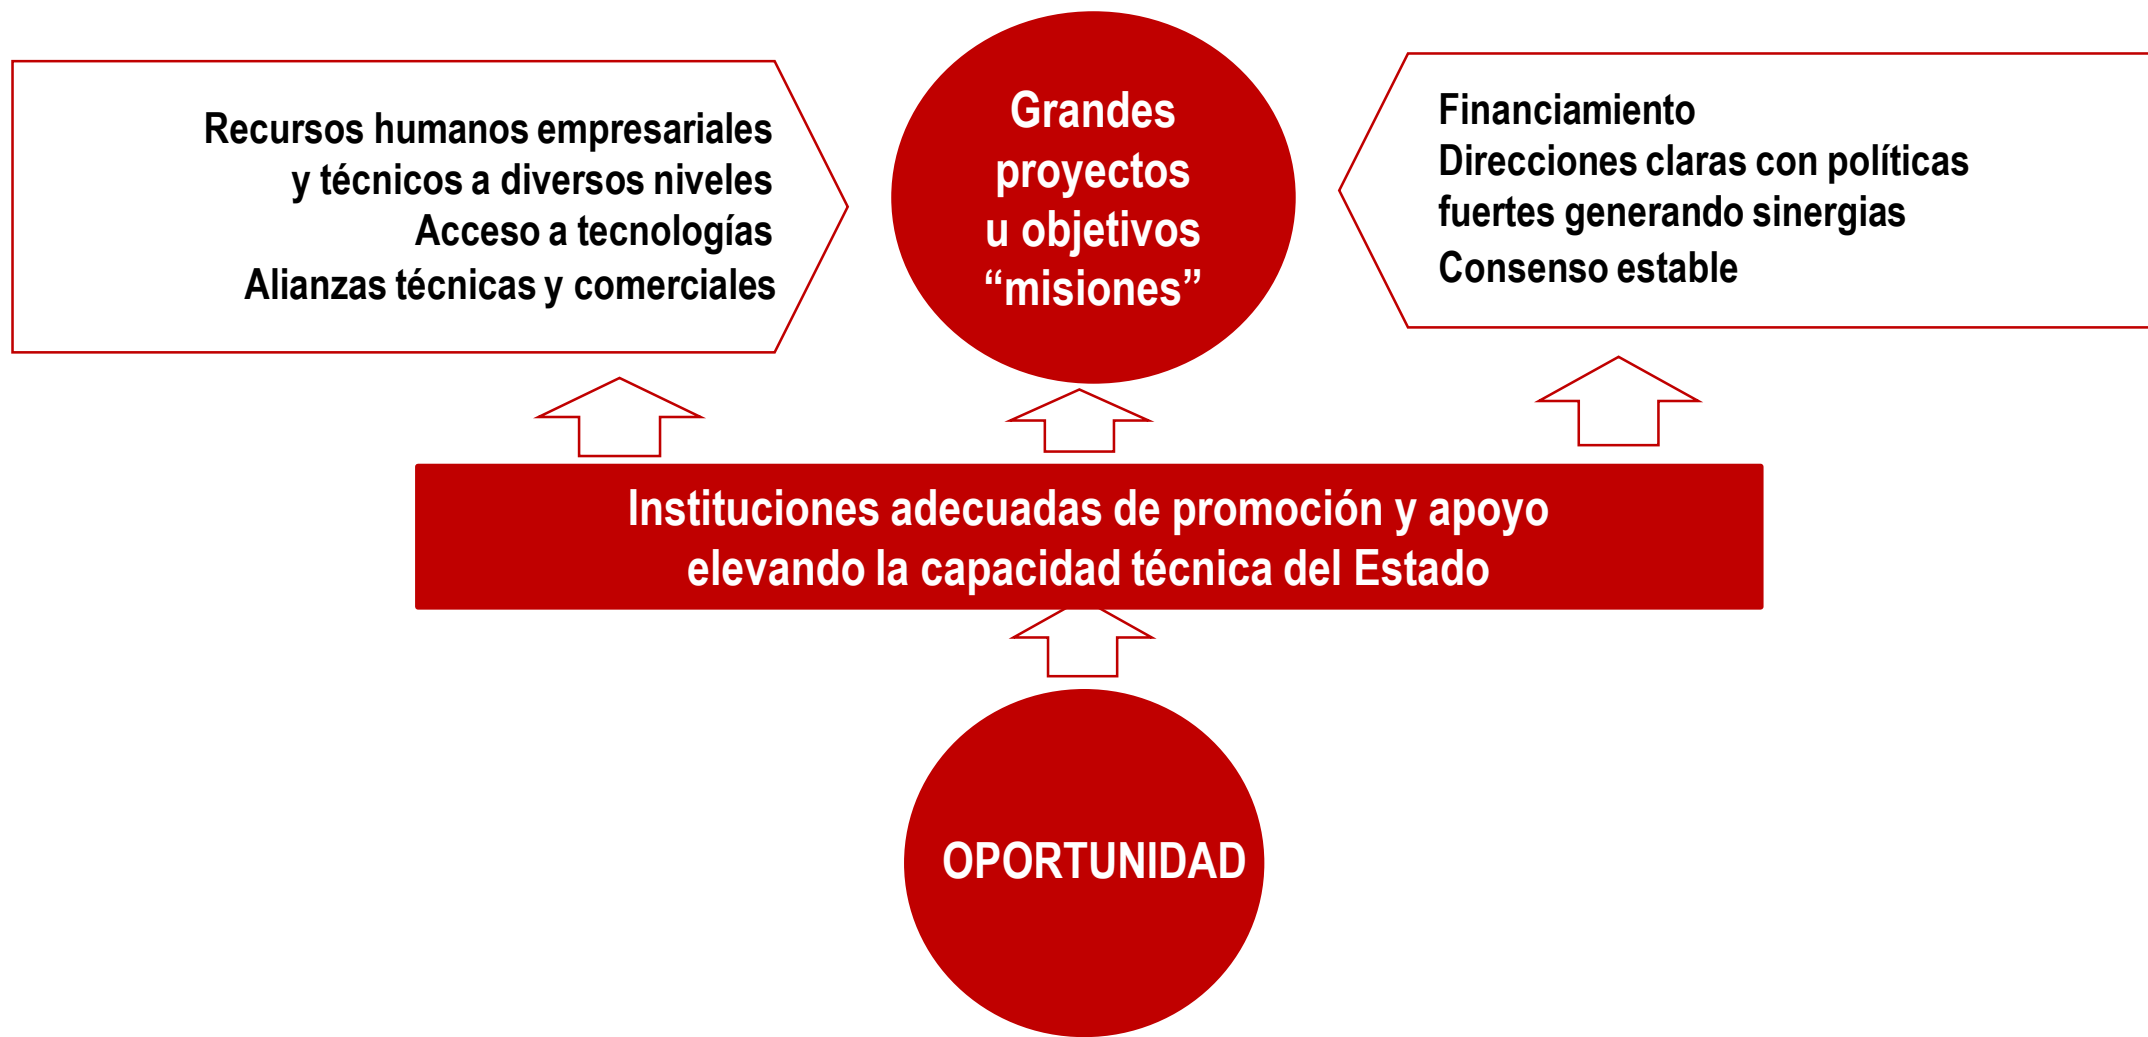 Recursos humanos empresariales
y técnicos a diversos niveles
Acceso a tecnologías
Alianzas técnicas y comerciales
Grandes
proyectos
u objetivos
“misiones”
Financiamiento
Direcciones claras con políticas
fuertes generando sinergias
Consenso estable
Instituciones adecuadas de promoción y apoyo
elevando la capacidad técnica del Estado
OPORTUNIDAD